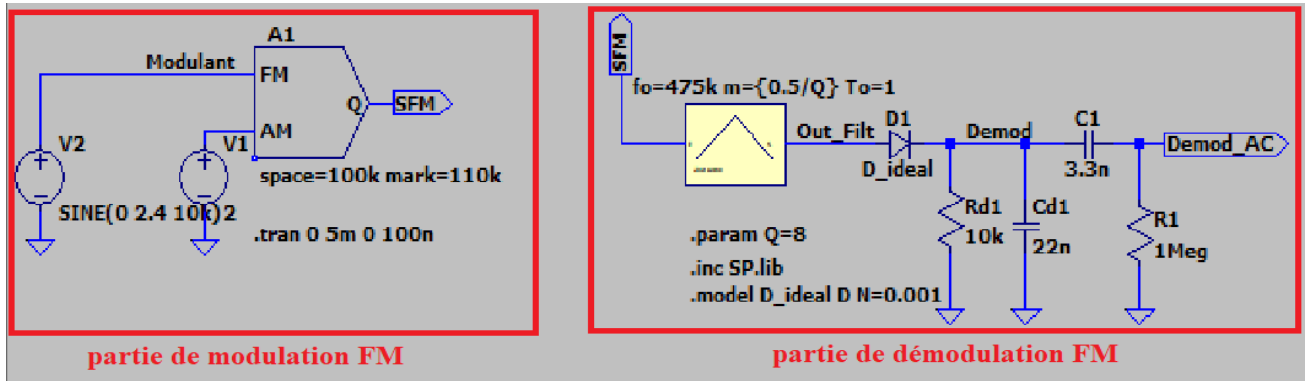 A1
Modulant
FM
AM
Q
SFM
V2
V1
space=100k mark=110k
SINE(0 2.4 10k)
2
.tran 0 5m 0 100n
partie de modulation FM
SFM
fo=475k m={0.5/Q} To=1
Out_Filt
D1
D_ideal
Demod
C1
3.3n
Demod_AC
Rd1
10k
Cd1
22n
R1
1Meg
.param Q=8
.inc SP.lib
.model D_ideal D N=0.001
partie de démodulation FM